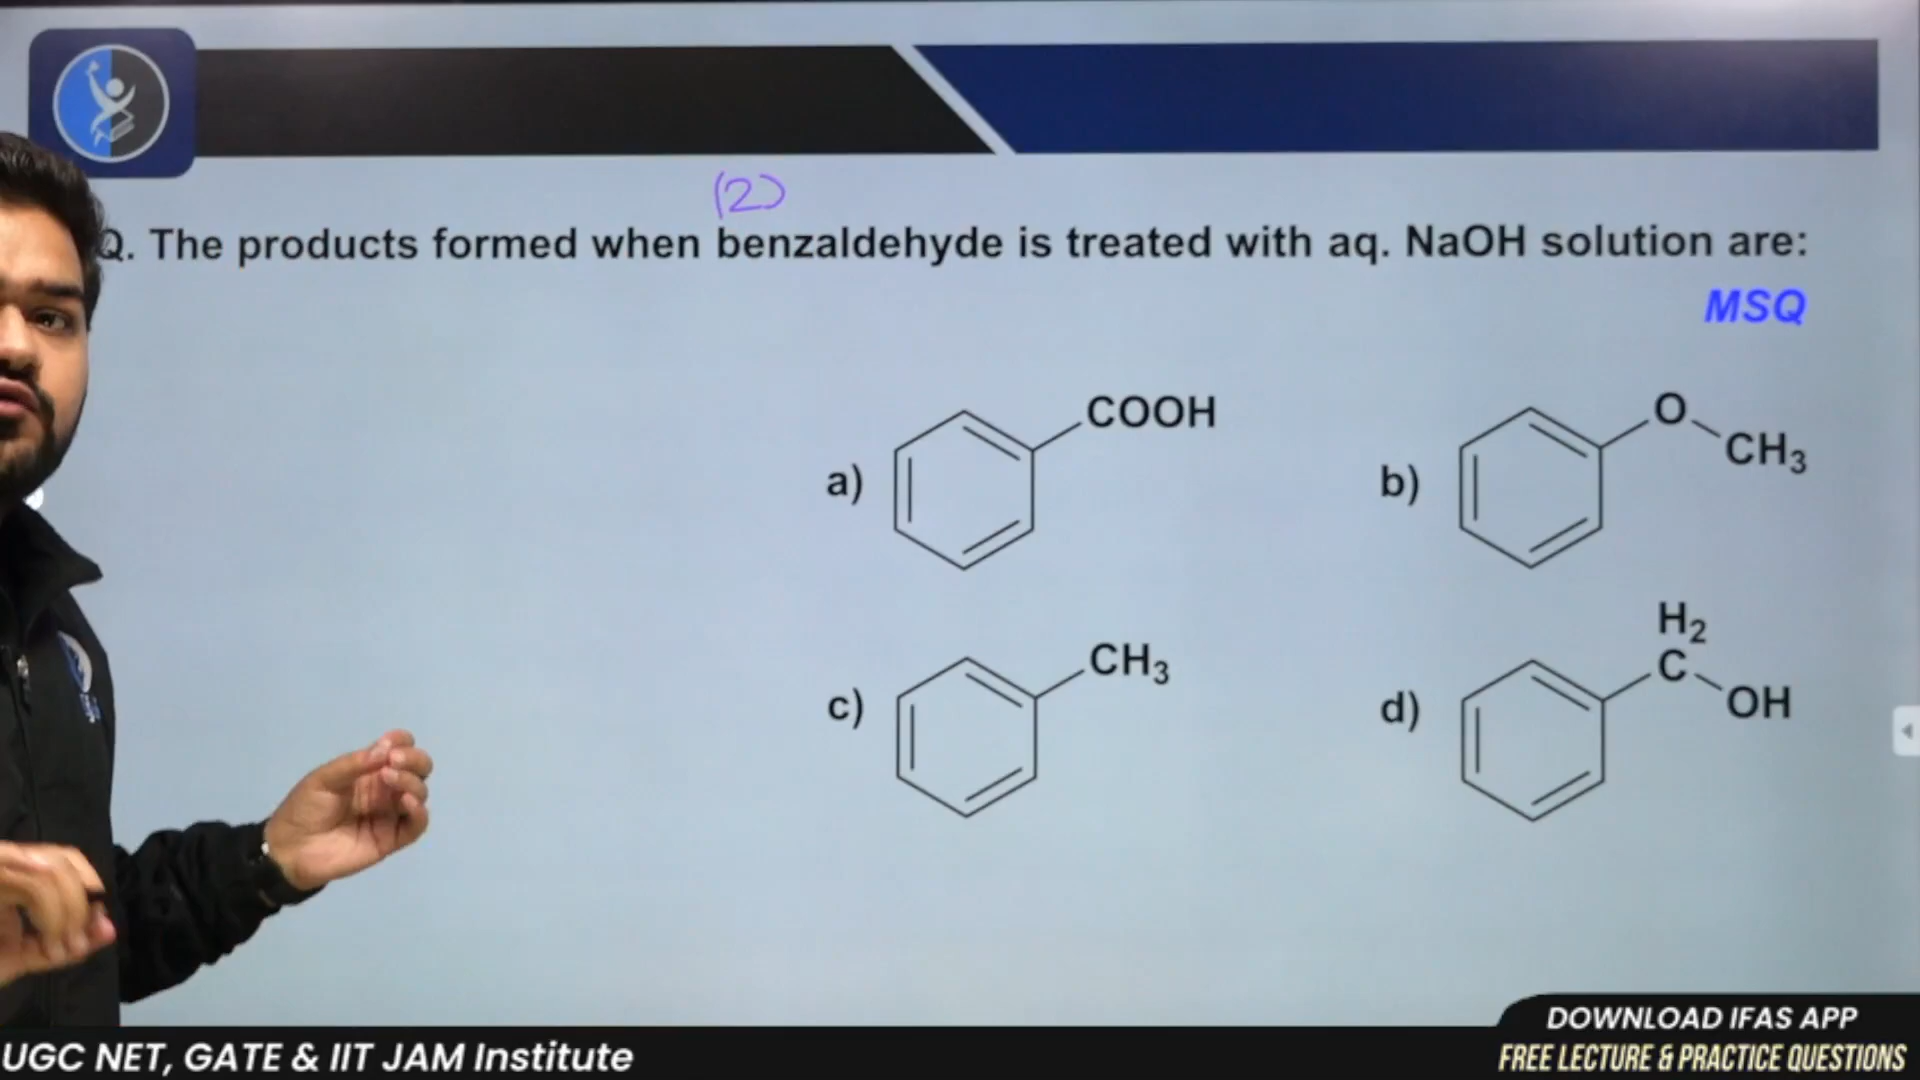 (2)
Q. The products formed when benzaldehyde is treated with aq. NaOH solution are:
MSQ
a)
COOH
b)
O
CH₃
c)
CH₃
d)
H₂
C
OH
DOWNLOAD IFAS APP
UGC NET, GATE & IIT JAM Institute
FREE LECTURE & PRACTICE QUESTIONS